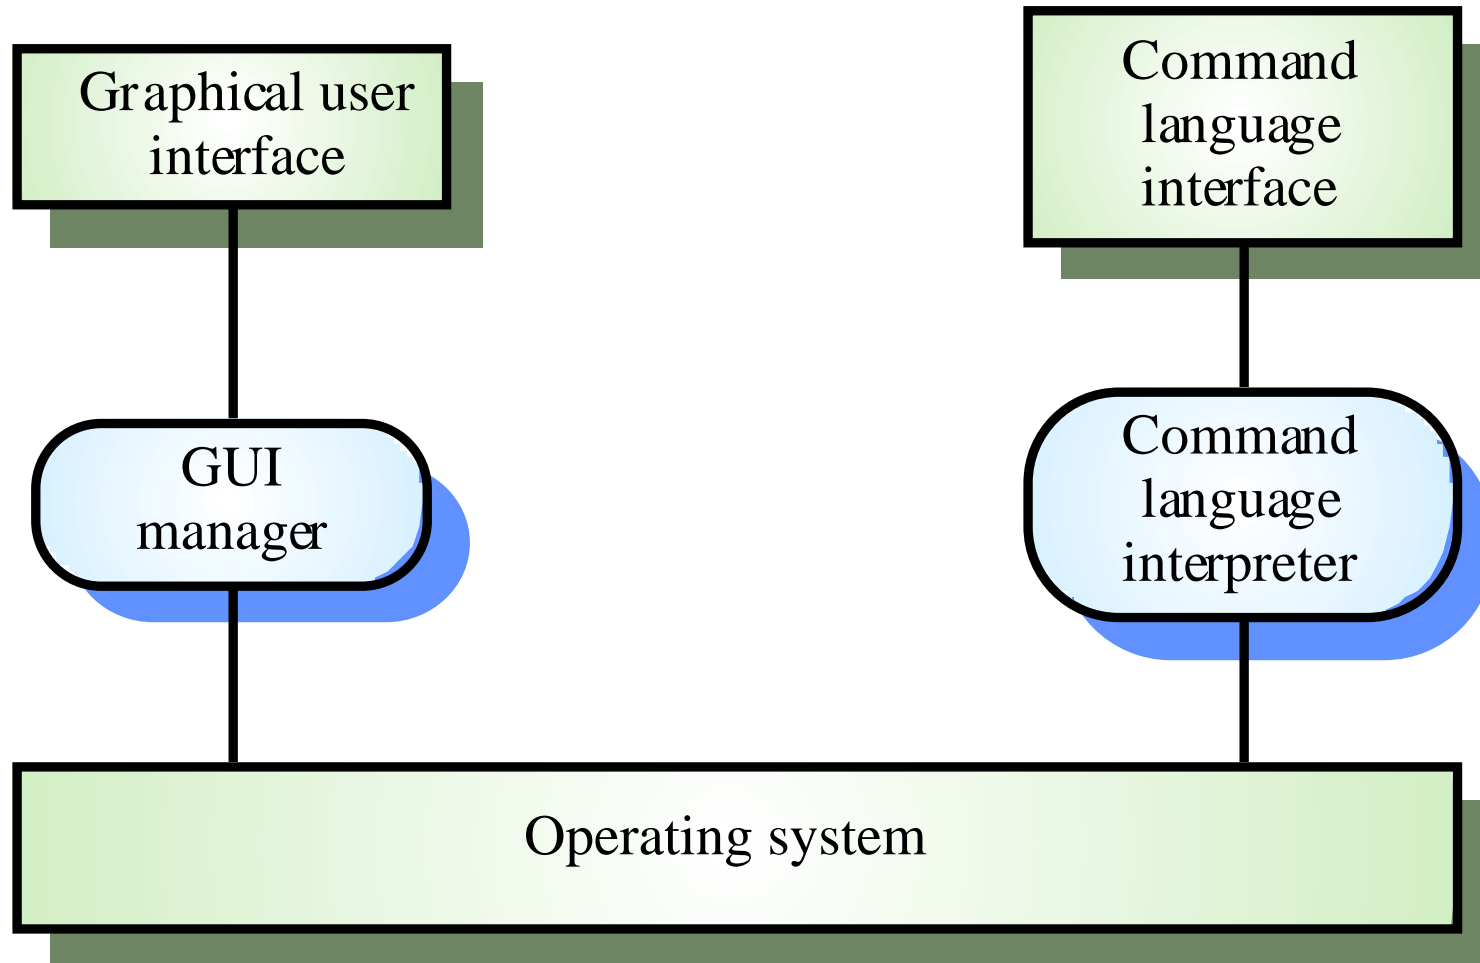 Graphical user
interface
Command
language
interface
GUI
manager
Command
language
interpreter
Operating system